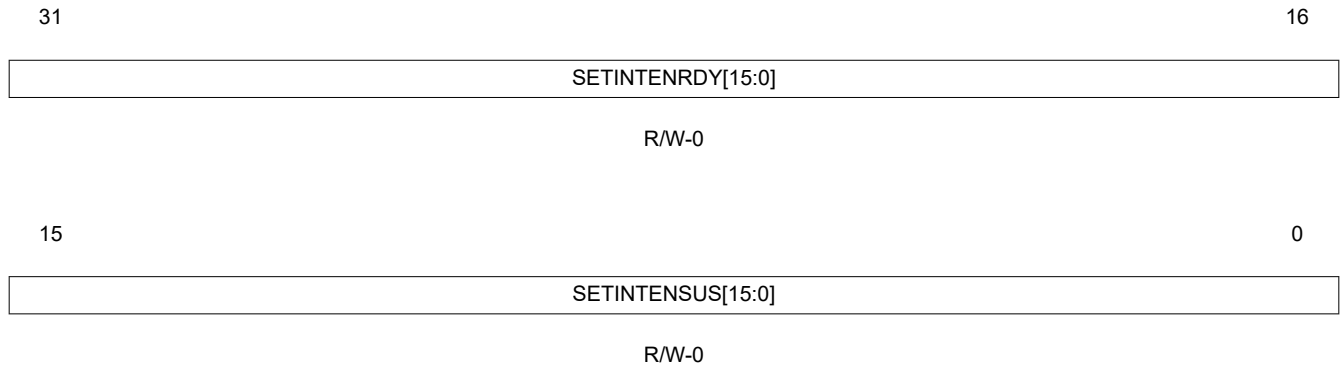 31 16
SETINTENRDY[15:0]
R/W-0
15 0
SETINTENSUS[15:0]
R/W-0